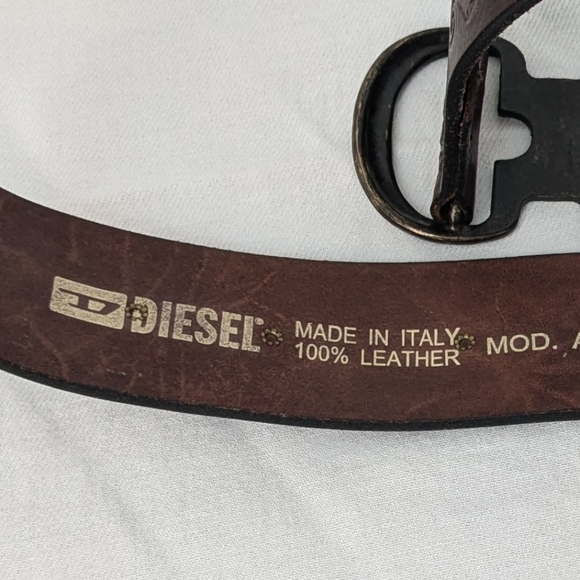 D DIESEL
MADE IN ITALY
100% LEATHER
MOD. A